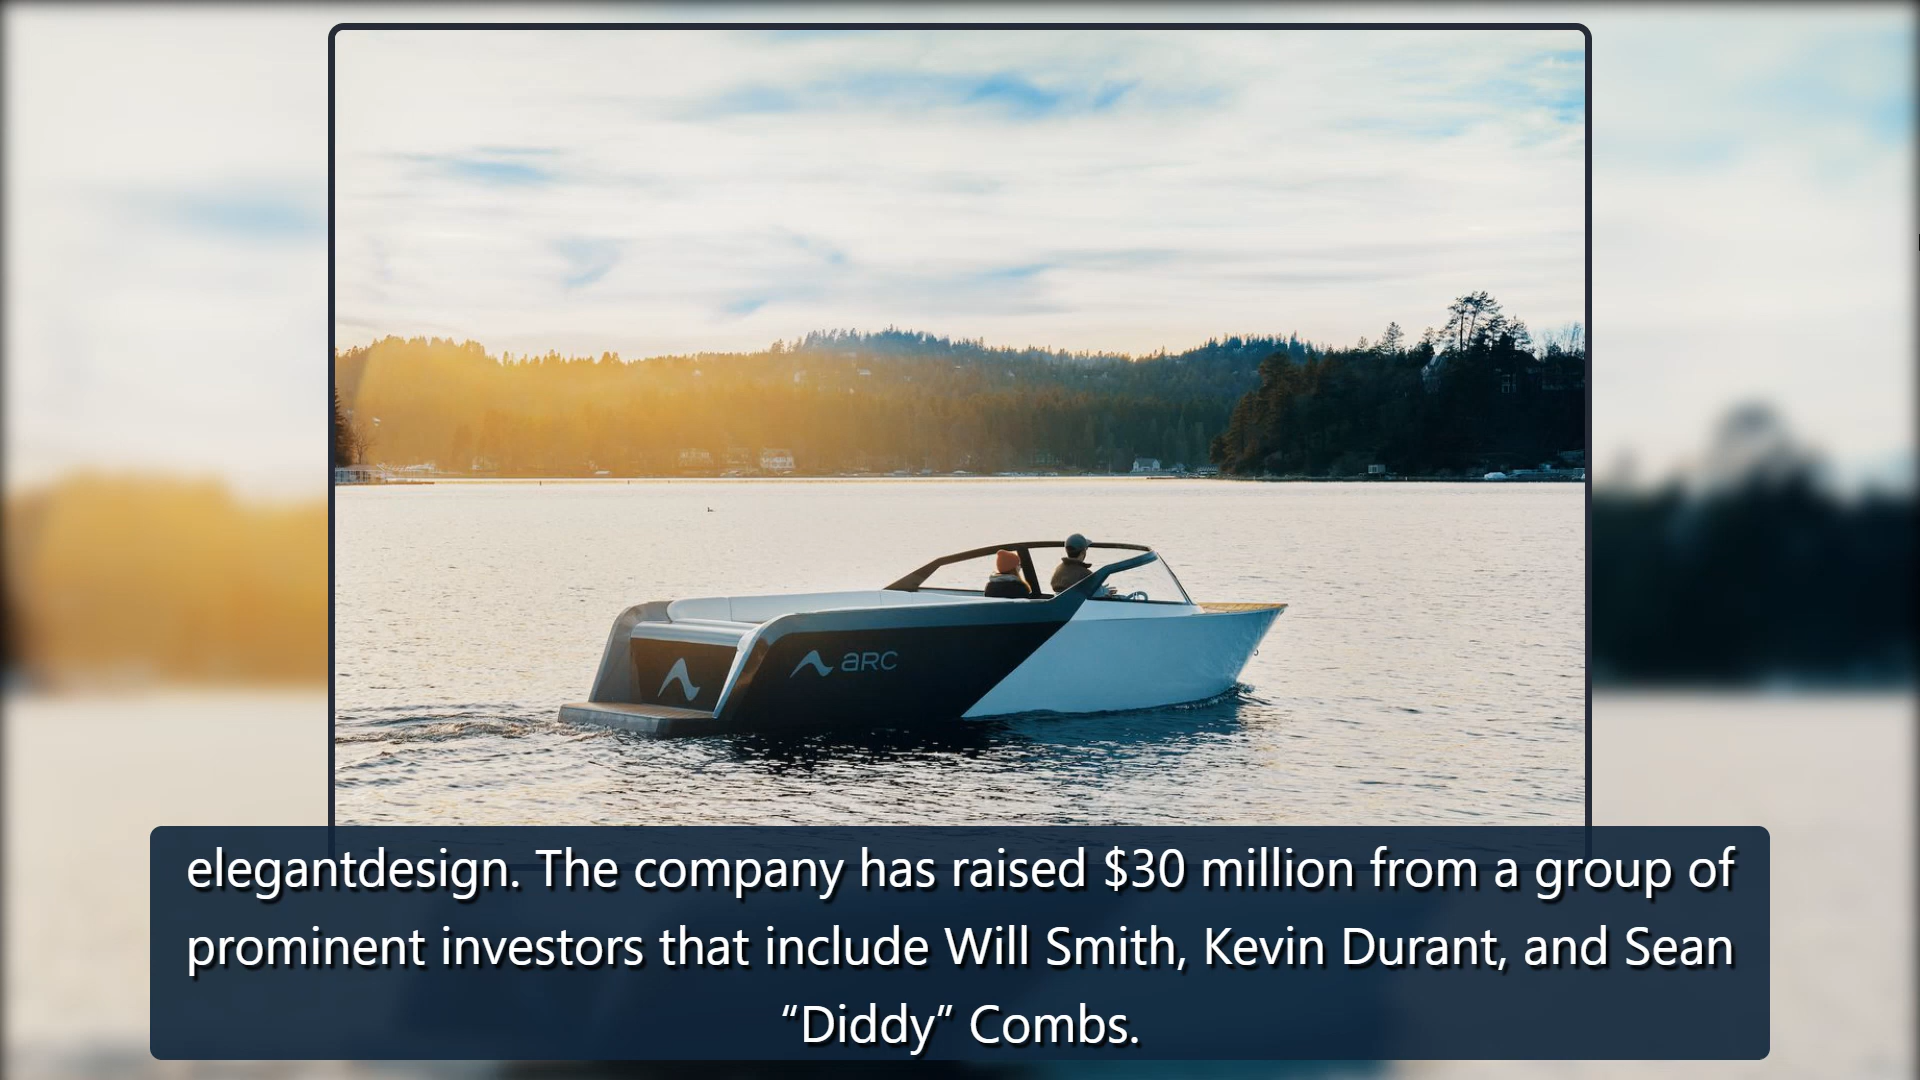 aRC
elegantdesign. The company has raised $30 million from a group of
prominent investors that include Will Smith, Kevin Durant, and Sean
“Diddy” Combs.